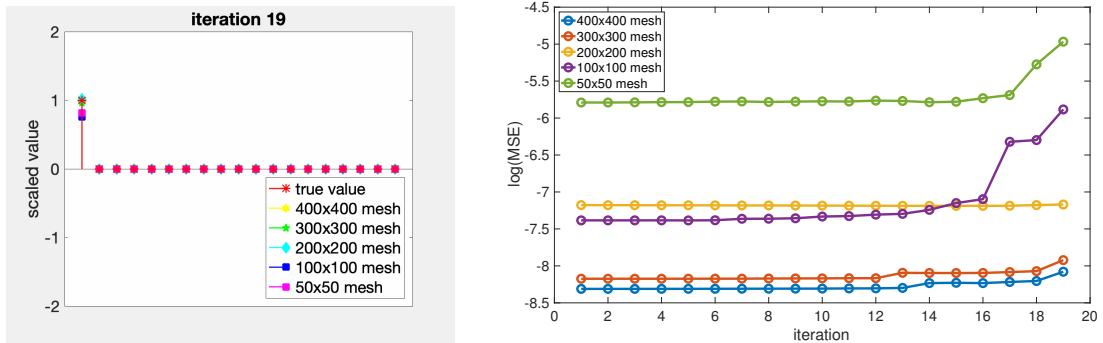 iteration 19
scaled value
2
1
0
-1
-2
true value
400x400 mesh
300x300 mesh
200x200 mesh
100x100 mesh
50x50 mesh
log(MSE)
-4.5
-5
-5.5
-6
-6.5
-7
-7.5
-8
-8.5
400x400 mesh
300x300 mesh
200x200 mesh
100x100 mesh
50x50 mesh
0 2 4 6 8 10 12 14 16 18 20
iteration